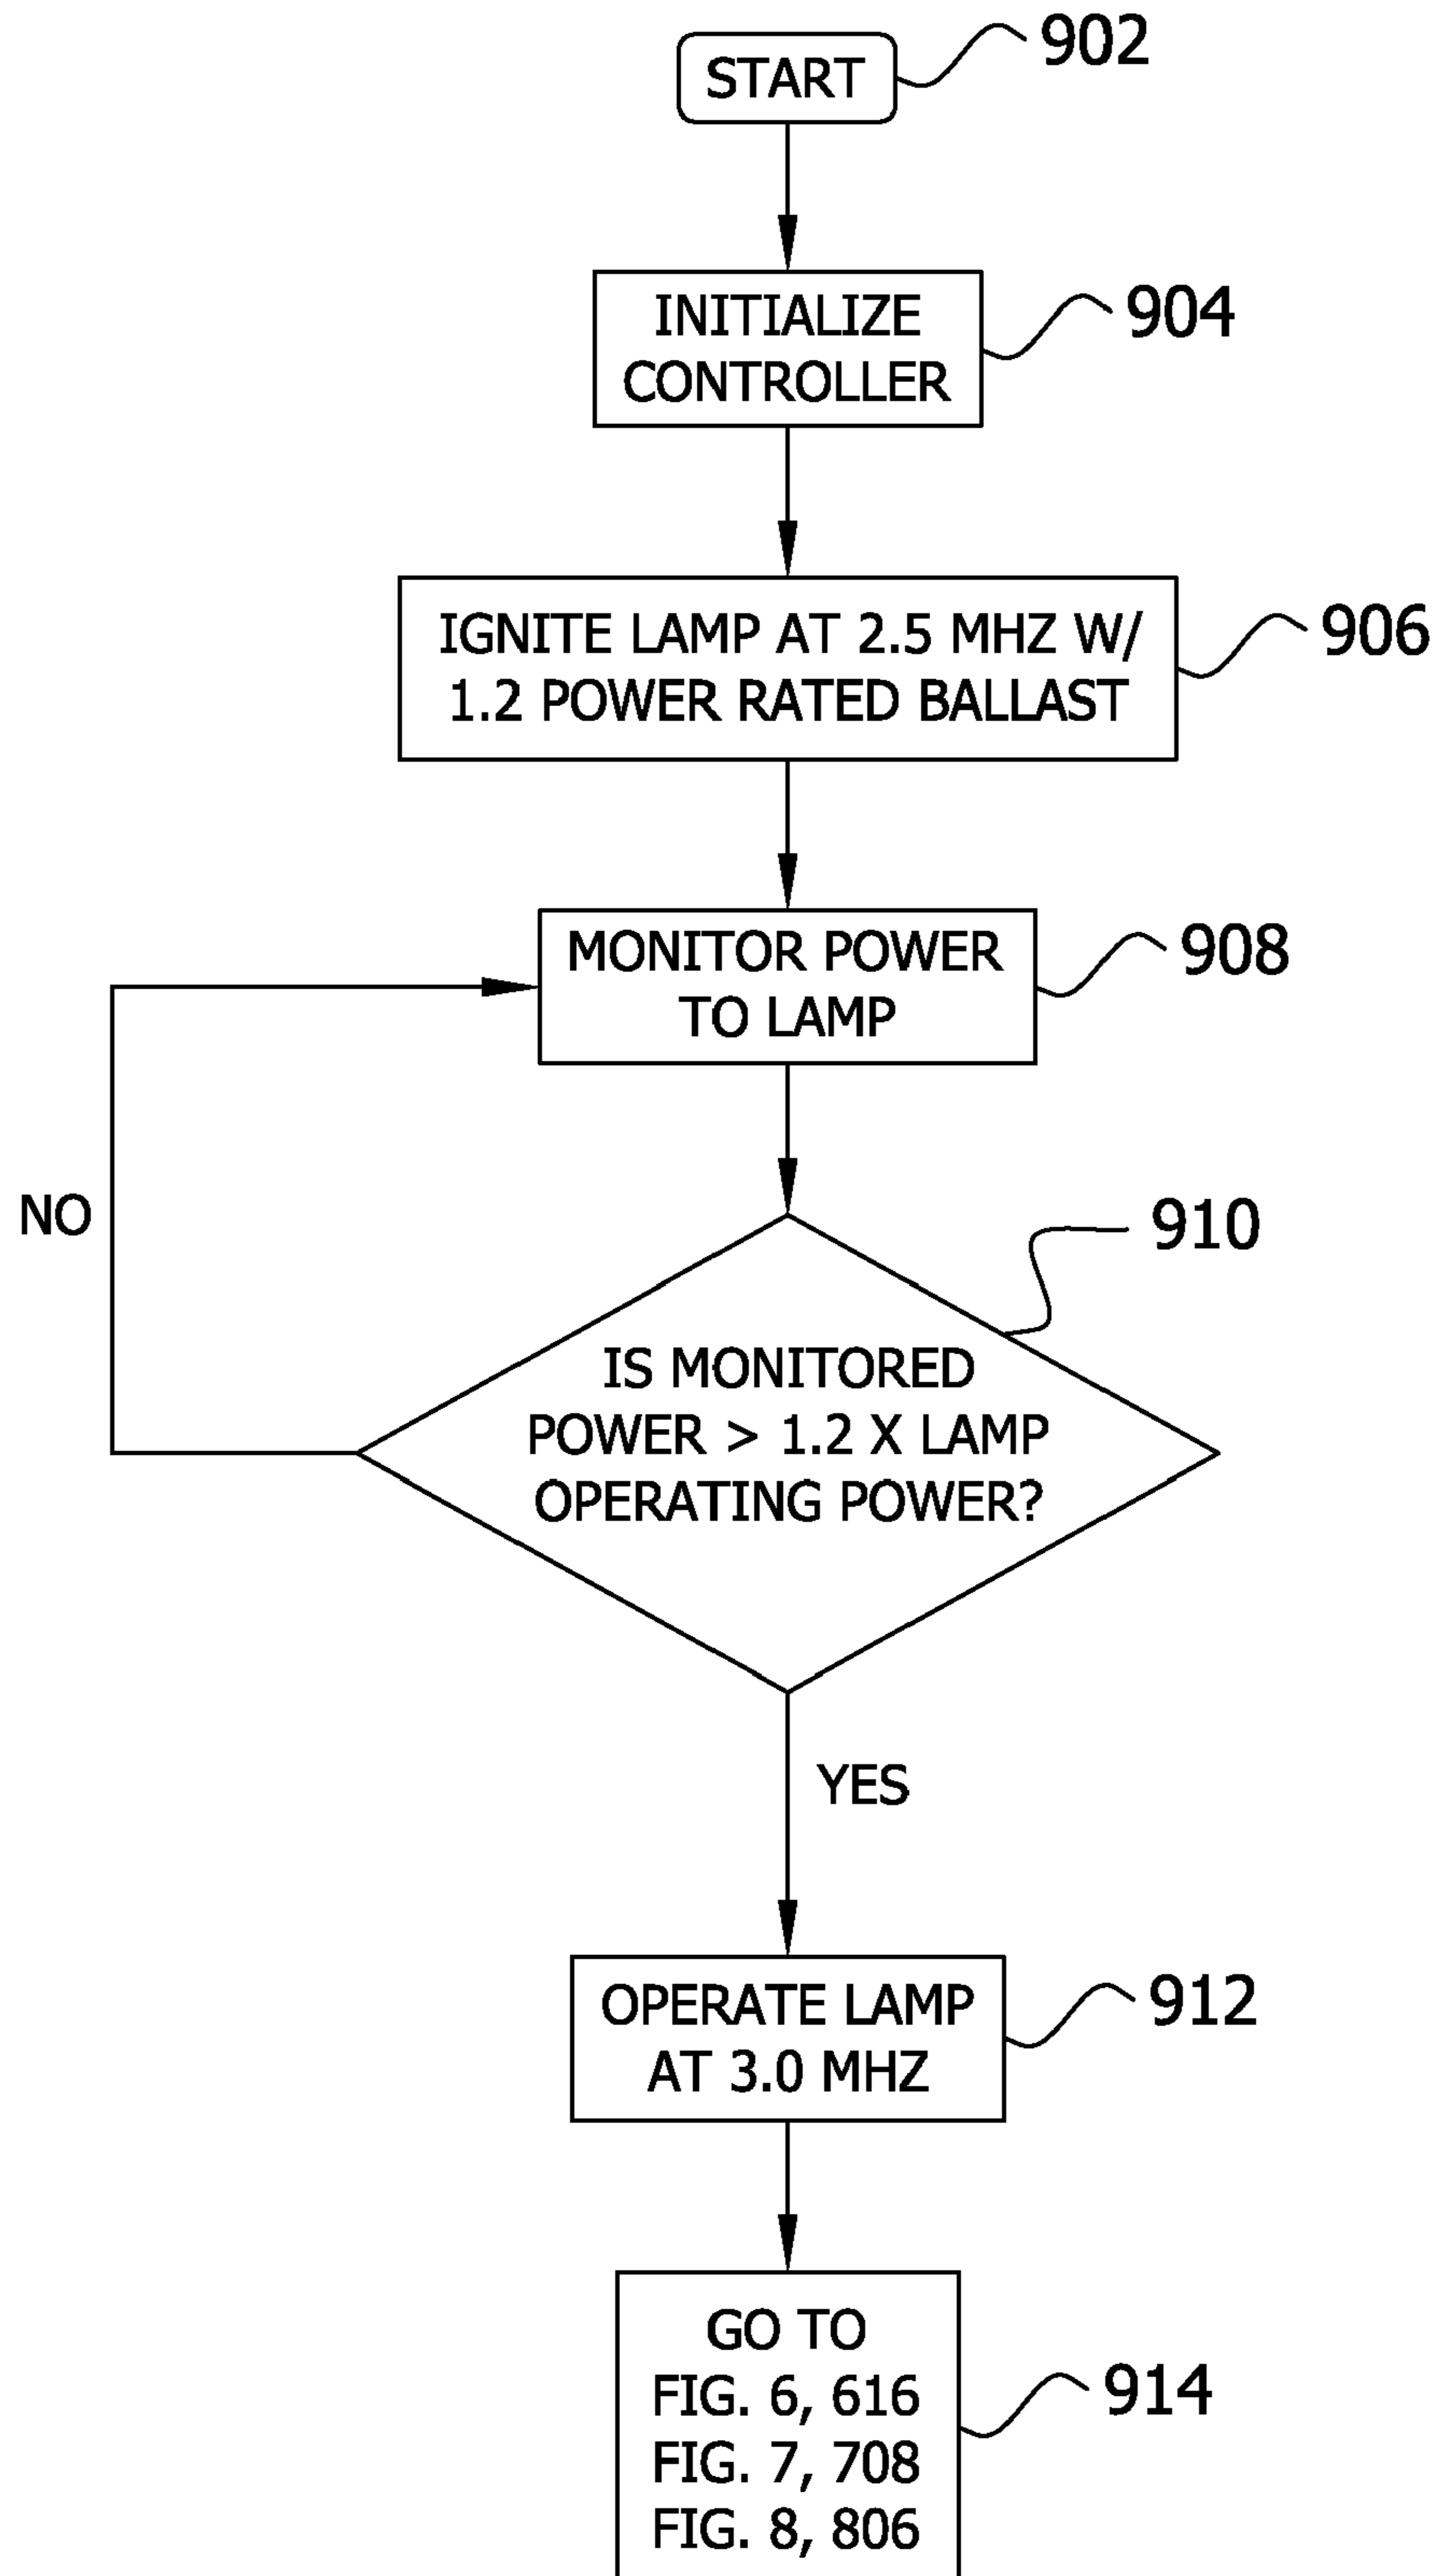 START
902
INITIALIZE
CONTROLLER
904
IGNITE LAMP AT 2.5 MHZ W/
1.2 POWER RATED BALLAST
906
MONITOR POWER
TO LAMP
908
NO
910
IS MONITORED
POWER > 1.2 X LAMP
OPERATING POWER?
YES
OPERATE LAMP
AT 3.0 MHZ
912
GO TO
FIG. 6, 616
FIG. 7, 708
FIG. 8, 806
914